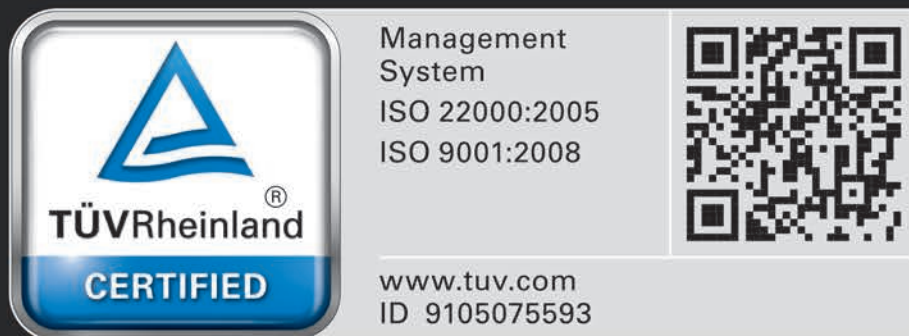 TÜVRheinland®
CERTIFIED
Management
System
ISO 22000:2005
ISO 9001:2008
www.tuv.com
ID 9105075593